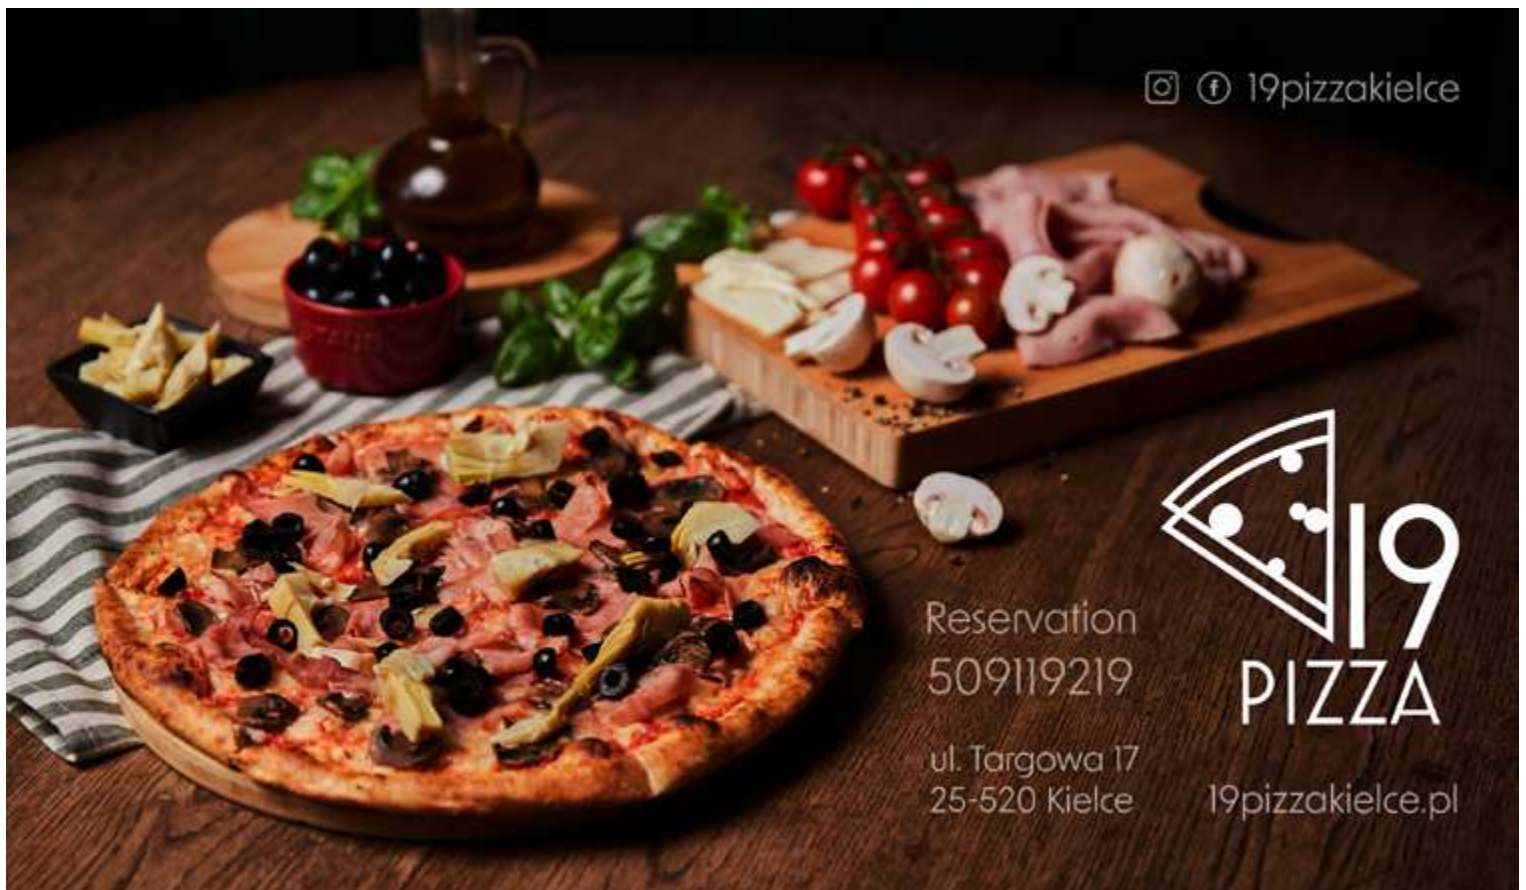 19pizzakielce
19
PIZZA
Reservation
509119219
ul. Targowa 17
25-520 Kielce
19pizzakielce.pl